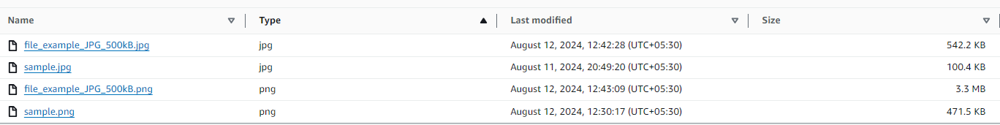 Name Type Last modified Size
file_example_JPG_500kB.jpg jpg August 12, 2024, 12:42:28 (UTC+05:30) 542.2 KB
sample.jpg jpg August 11, 2024, 20:49:20 (UTC+05:30) 100.4 KB
file_example_JPG_500kB.png png August 12, 2024, 12:43:09 (UTC+05:30) 3.3 MB
sample.png png August 12, 2024, 12:30:17 (UTC+05:30) 471.5 KB